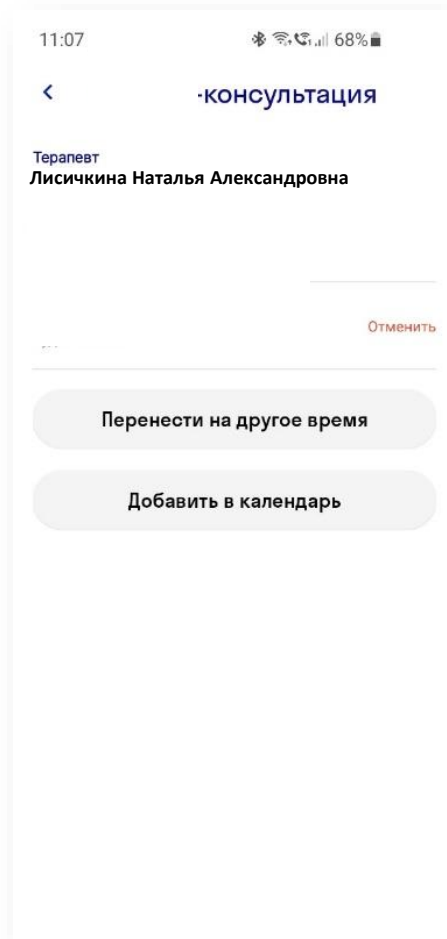 11:07 68%
-консультация
Терапевт
Лисичкина Наталья Александровна
Отменить
Перенести на другое время
Добавить в календарь